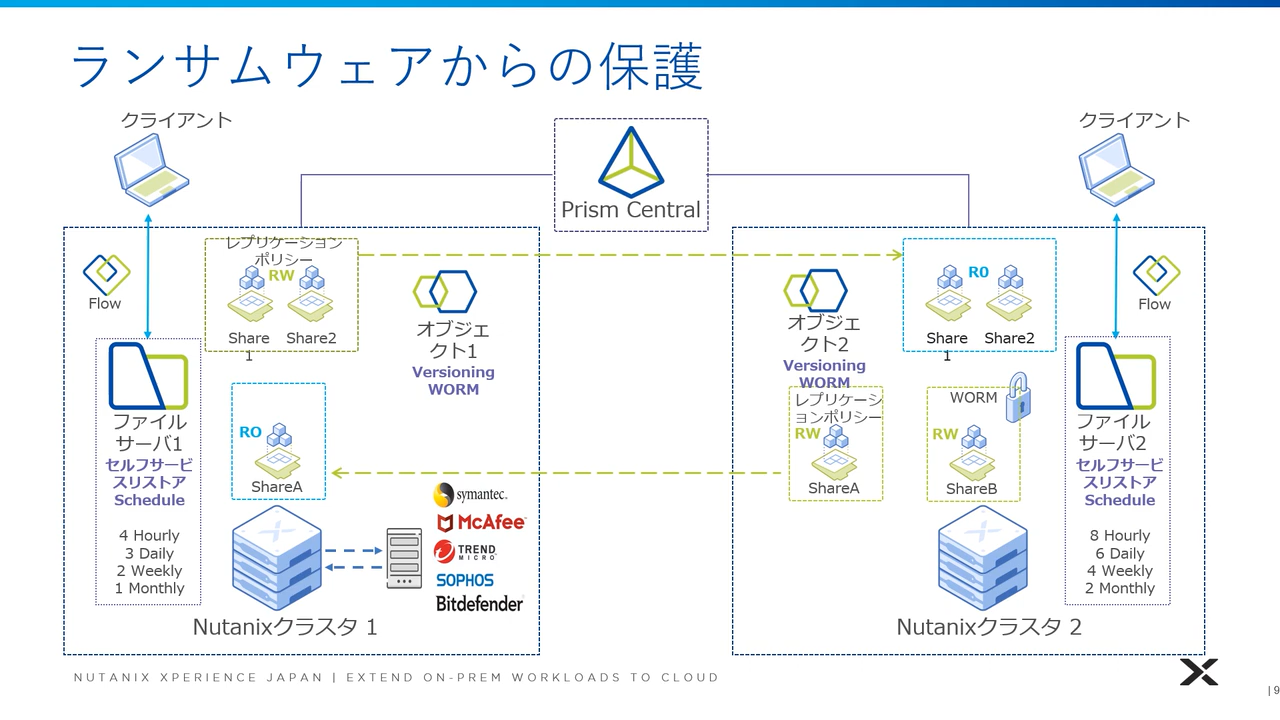 ランサムウェアからの保護
クライアント
クライアント
Prism Central
Flow
レプリケーション
ポリシー
RW
Share
1
Share2
オブジェ
クト1
Versioning
WORM
ファイル
サーバ1
セルフサービ
スリストア
Schedule
4 Hourly
3 Daily
2 Weekly
1 Monthly
RO
ShareA
symantec.
McAfee
TREND
MICRO
SOPHOS
Bitdefender
Nutanixクラスタ 1
オブジェ
クト2
Versioning
WORM
レプリケーシ
ョンポリシー
RW
ShareA
WORM
RW
ShareB
R0
Share
1
Share2
Flow
ファイル
サーバ2
セルフサービ
スリストア
Schedule
8 Hourly
6 Daily
4 Weekly
2 Monthly
Nutanixクラスタ 2
NUTANIX XPERIENCE JAPAN | EXTEND ON-PREM WORKLOADS TO CLOUD
| 9